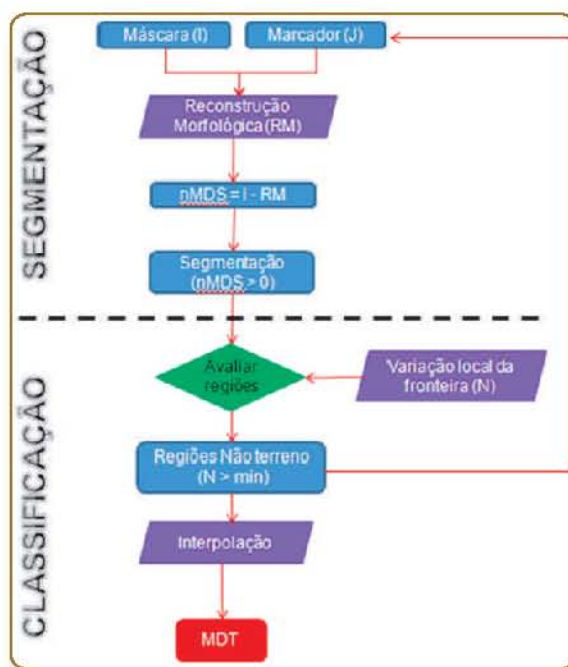 SEGMENTAÇÃO
Máscara (I)
Marcador (J)
Reconstrução
Morfológica (RM)
nMDS = I - RM
Segmentação
(nMDS > 0)
CLASSIFICAÇÃO
Avaliar
regiões
Variação local da
fronteira (N)
Regiões Não terreno
(N > min)
Interpolação
MDT